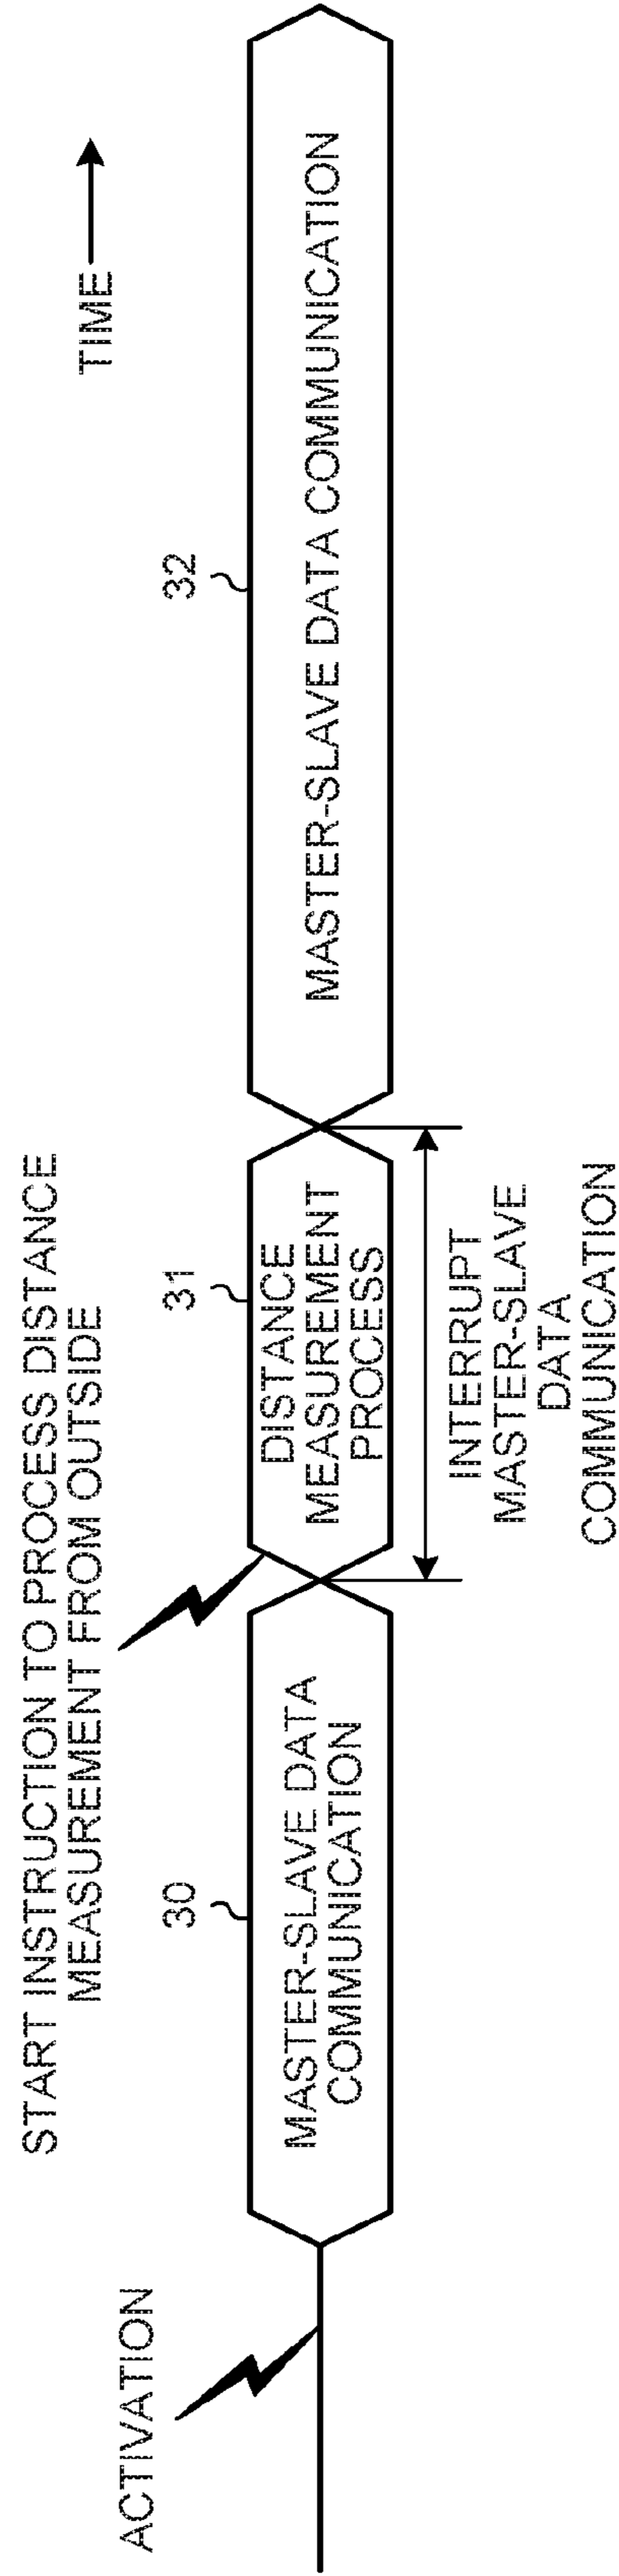 TIME
START INSTRUCTION TO PROCESS DISTANCE
MEASUREMENT FROM OUTSIDE
ACTIVATION
30
31
32
MASTER-SLAVE DATA
COMMUNICATION
DISTANCE
MEASUREMENT
PROCESS
MASTER-SLAVE DATA COMMUNICATION
INTERRUPT
MASTER-SLAVE
DATA
COMMUNICATION